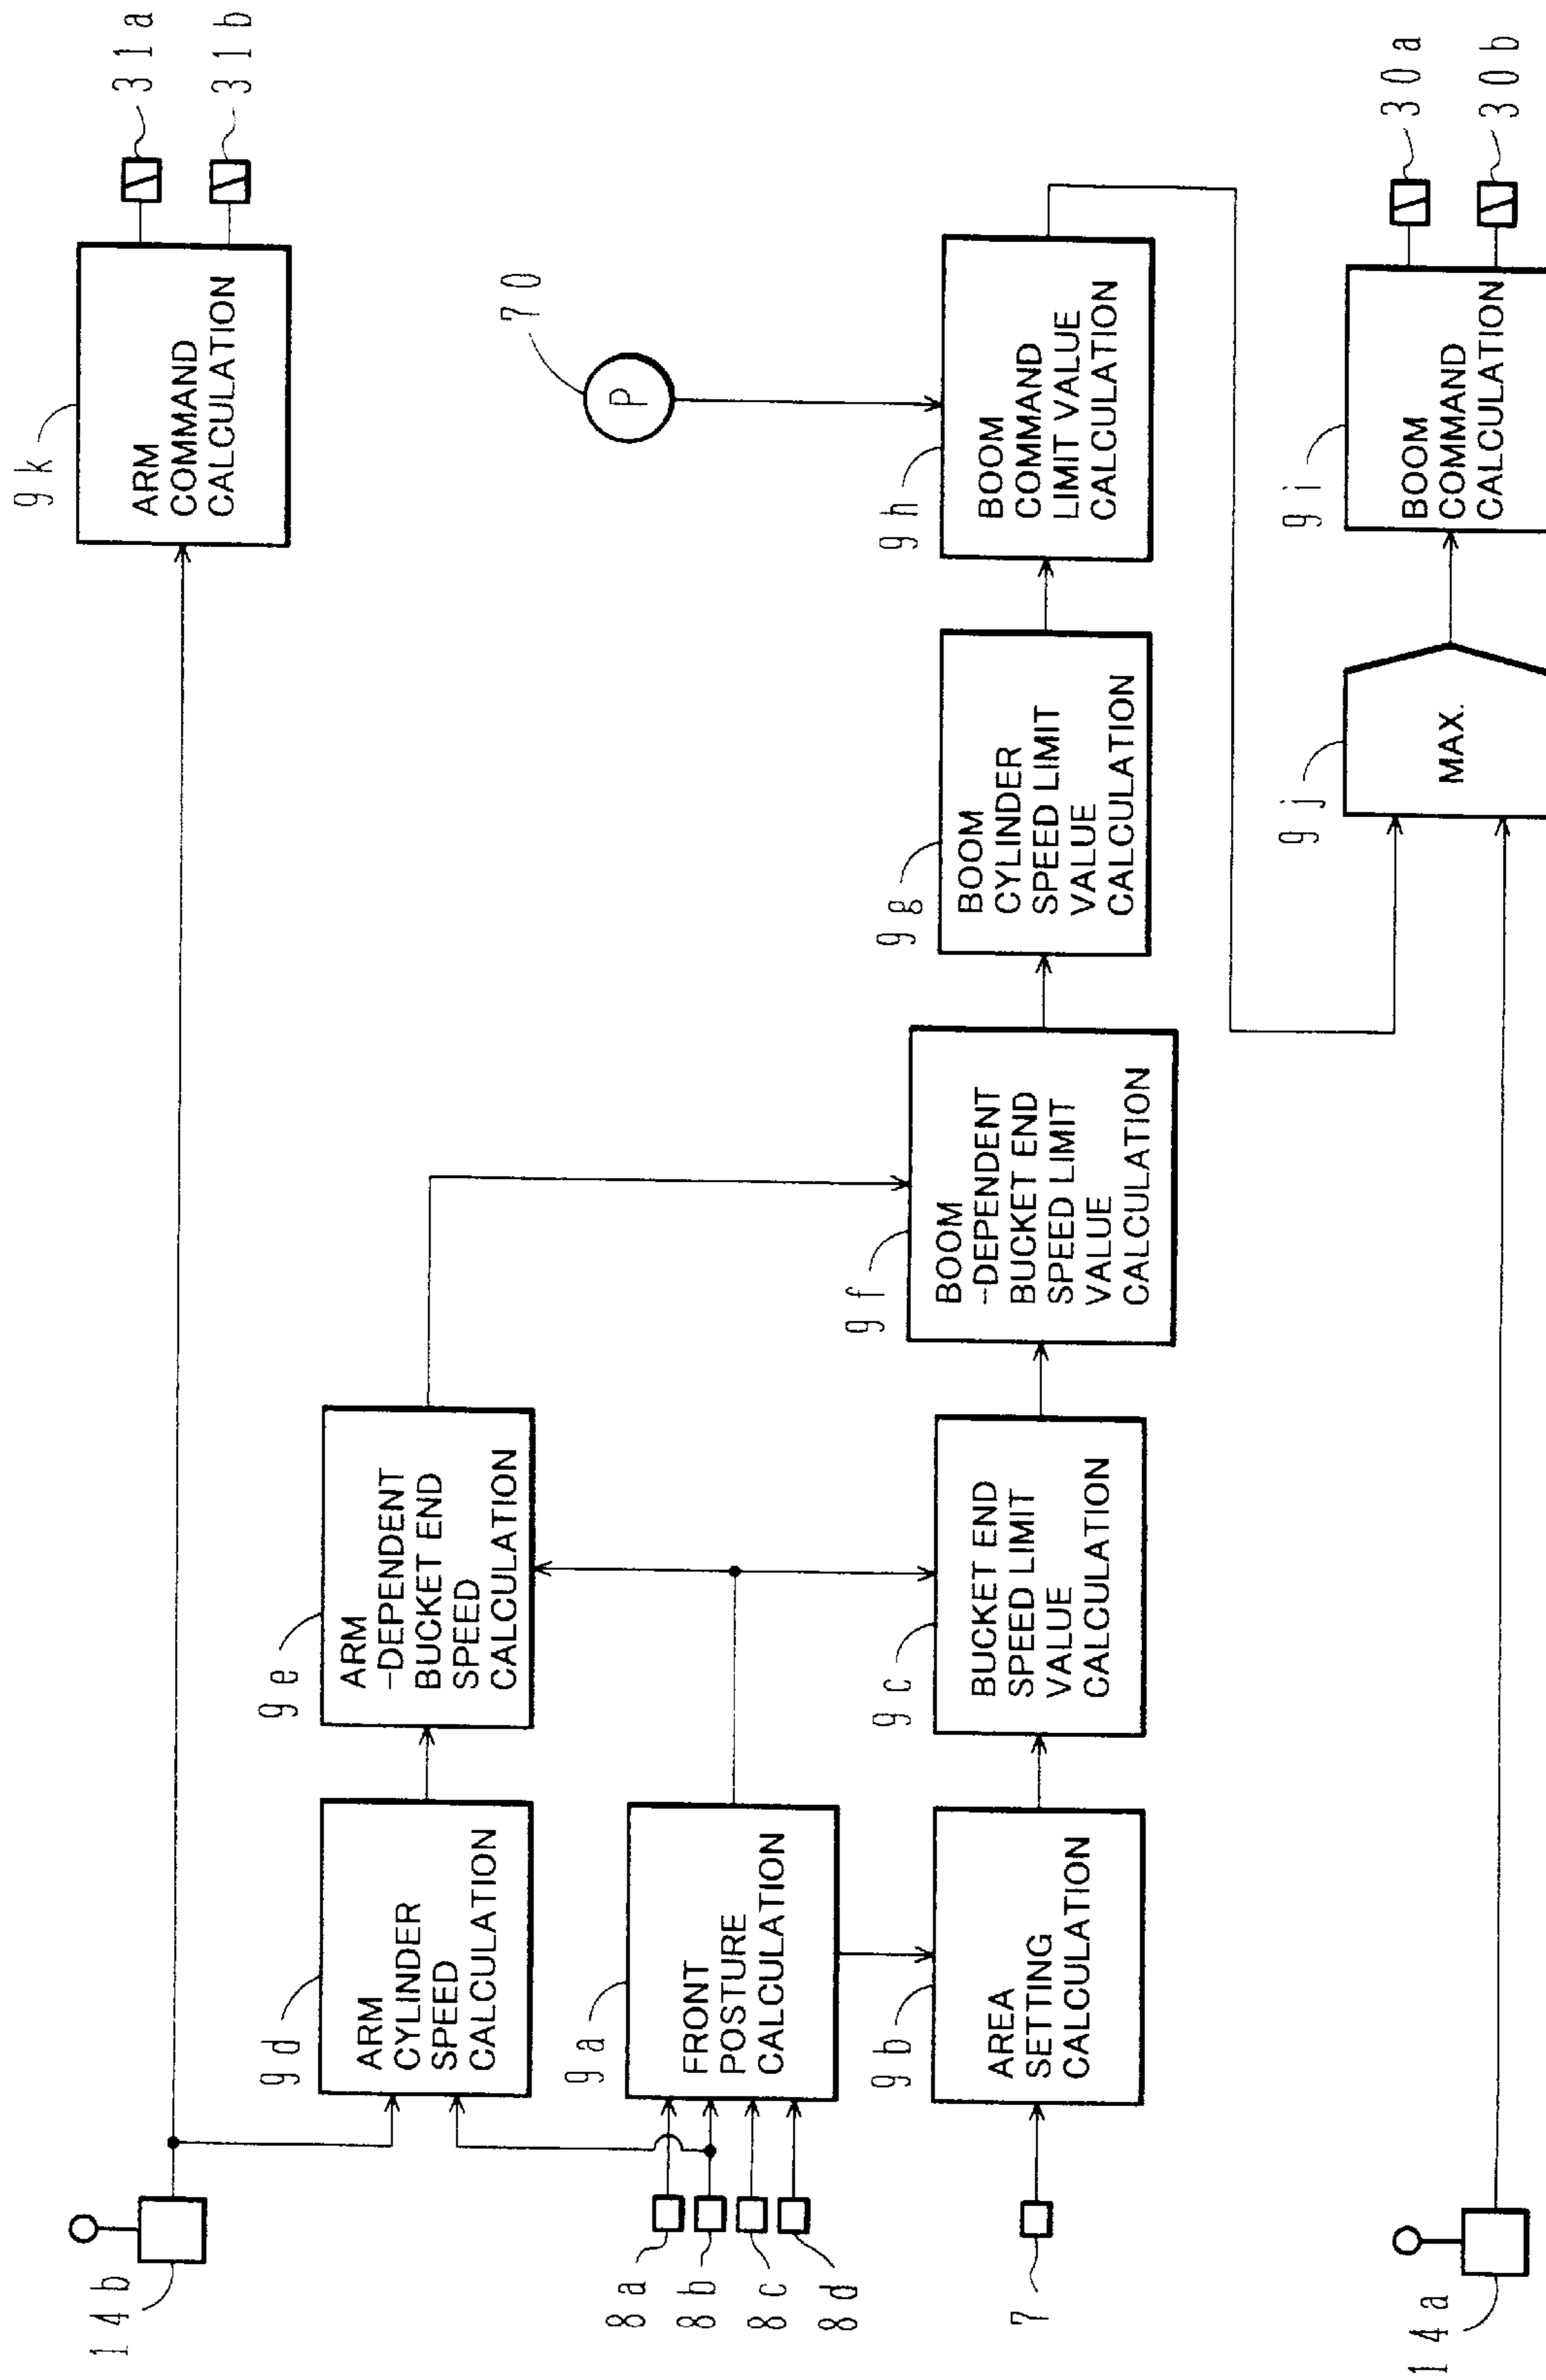 14b
9k
ARM
COMMAND
CALCULATION
31a
31b
9d
ARM
CYLINDER
SPEED
CALCULATION
9e
ARM
-DEPENDENT
BUCKET END
SPEED
CALCULATION
70
P
8a
8b
8c
8d
9a
FRONT
POSTURE
CALCULATION
7
9b
AREA
SETTING
CALCULATION
9c
BUCKET END
SPEED LIMIT
VALUE
CALCULATION
9f
BOOM
-DEPENDENT
BUCKET END
SPEED LIMIT
VALUE
CALCULATION
9g
BOOM
CYLINDER
SPEED LIMIT
VALUE
CALCULATION
9h
BOOM
COMMAND
LIMIT VALUE
CALCULATION
14a
9j
MAX.
9i
BOOM
COMMAND
CALCULATION
30a
30b